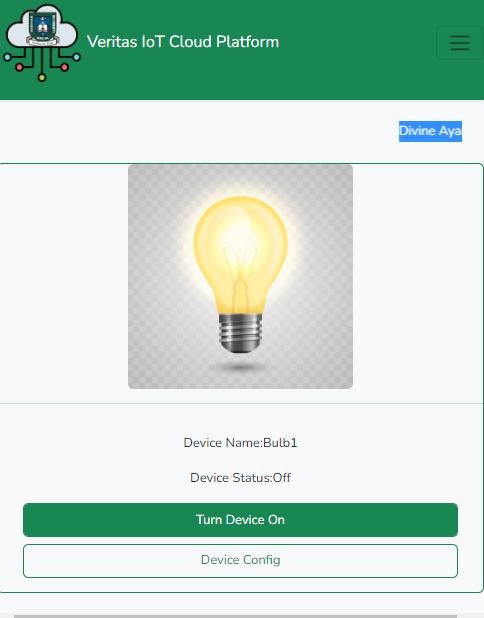 Veritas IoT Cloud Platform
Divine Aya
Device Name:Bulb1
Device Status:Off
Turn Device On
Device Config